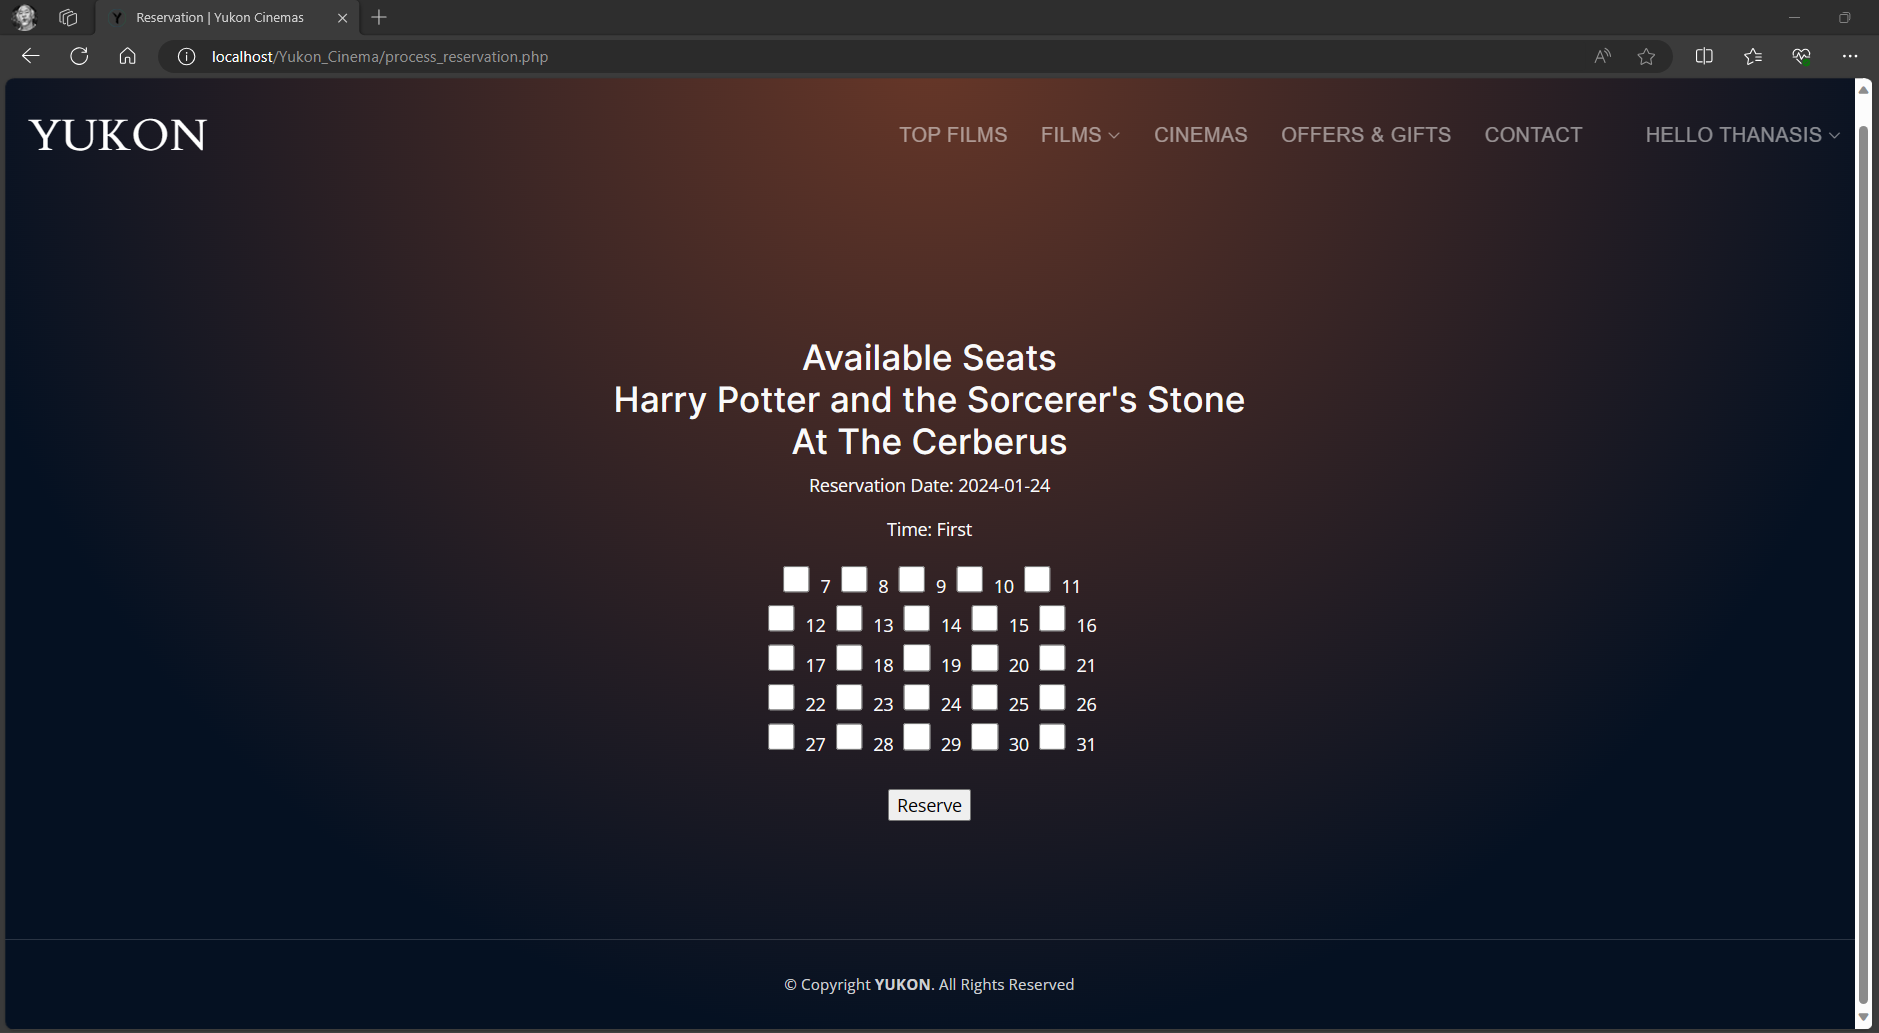 Reservation | Yukon Cinemas
localhost/Yukon_Cinema/process_reservation.php
YUKON
TOP FILMS FILMS CINEMAS OFFERS & GIFTS CONTACT HELLO THANASIS
Available Seats
Harry Potter and the Sorcerer's Stone
At The Cerberus
Reservation Date: 2024-01-24
Time: First
7 8 9 10 11
12 13 14 15 16
17 18 19 20 21
22 23 24 25 26
27 28 29 30 31
Reserve
© Copyright YUKON. All Rights Reserved